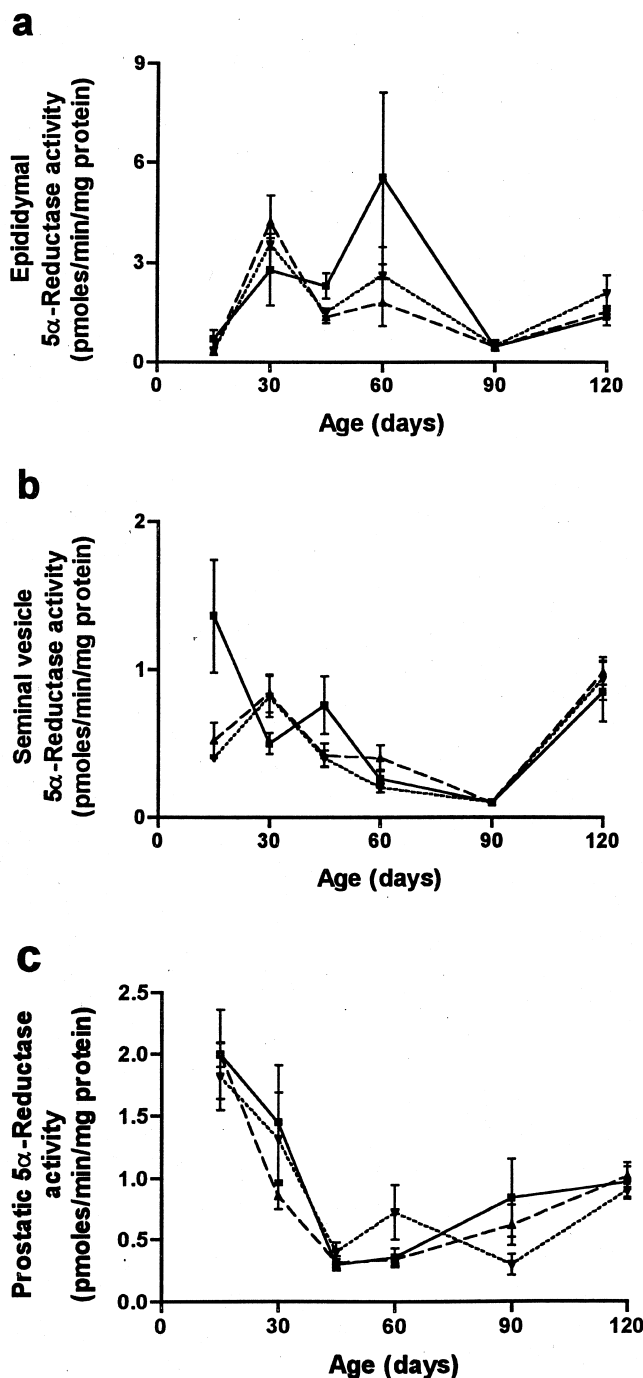 a
Epididymal
5α-Reductase activity
(pmoles/min/mg protein)
9
6
3
0
0 30 60 90 120
Age (days)
b
Seminal vesicle
5α-Reductase activity
(pmoles/min/mg protein)
2
1
0
0 30 60 90 120
Age (days)
c
Prostatic 5α-Reductase
activity
(pmoles/min/mg protein)
2.5
2.0
1.5
1.0
0.5
0.0
0 30 60 90 120
Age (days)